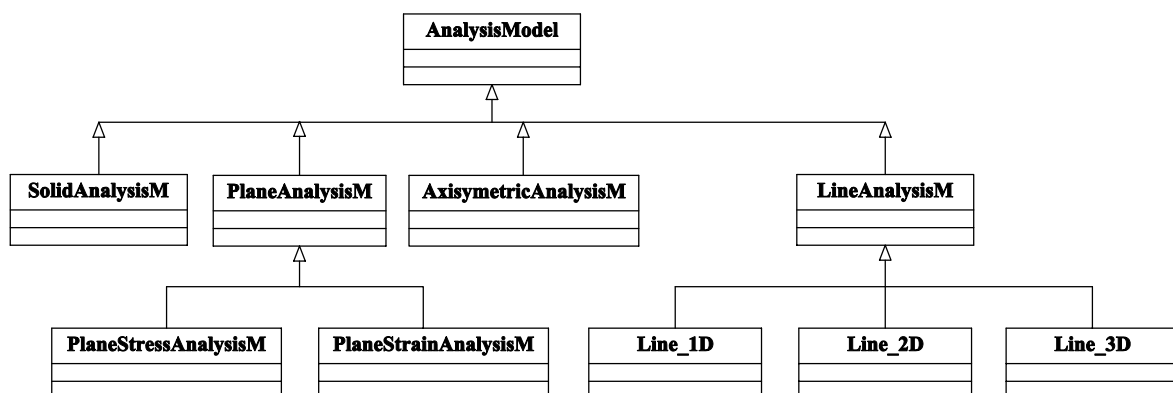 AnalysisModel
SolidAnalysisM
PlaneAnalysisM
AxisymetricAnalysisM
LineAnalysisM
PlaneStressAnalysisM
PlaneStrainAnalysisM
Line_1D
Line_2D
Line_3D